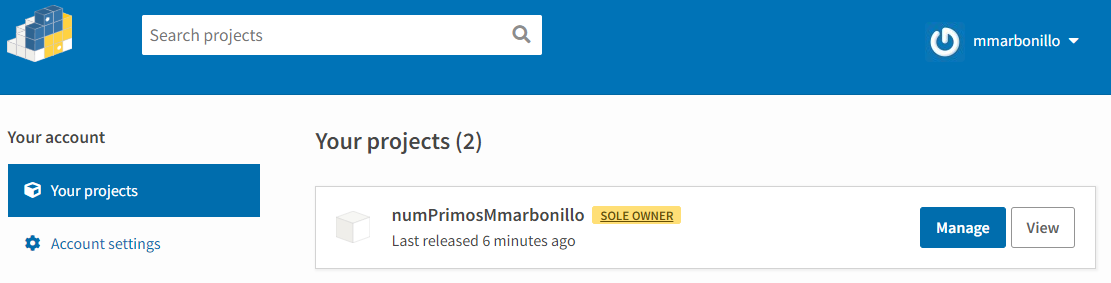 Search projects
mmarbonillo
Your account
Your projects
Account settings
Your projects (2)
numPrimosMmarbonillo SOLE OWNER
Last released 6 minutes ago
Manage View